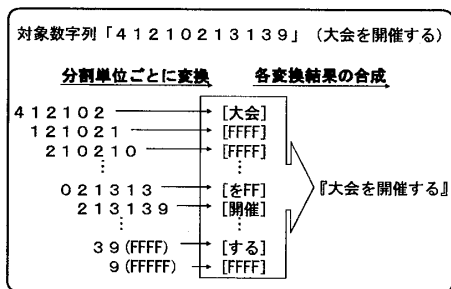 対象数字列「41210213139」(大会を開催する)
分割単位ごとに変換 各変換結果の合成
412102 [大会]
121021 [FFFF]
210210 [FFFF]
⋮ ⋮
021313 [をFF]
213139 [開催]
⋮ ⋮
39(FFFF) [する]
9(FFFFF) [FFFF]
『大会を開催する』